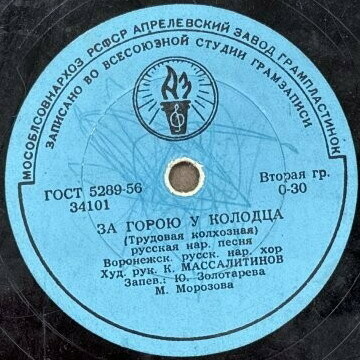 МОСОБЛСОВНАРХОЗ РСФСР АПРЕЛЕВСКИЙ ЗАВОД ГРАМПЛАСТИНОК
ЗАПИСАНО ВО ВСЕСОЮЗНОЙ СТУДИИ ГРАМЗАПИСИ
АЗ
ГОСТ 5289-56
34101
Вторая гр.
0-30
ЗА ГОРОЮ У КОЛОДЦА
(Трудовая колхозная)
русская нар. песня
Воронежск. русск. нар. хор
Худ. рук. К. МАССАЛИТИНОВ
Запев.: Ю. Золотарева
М. Морозова